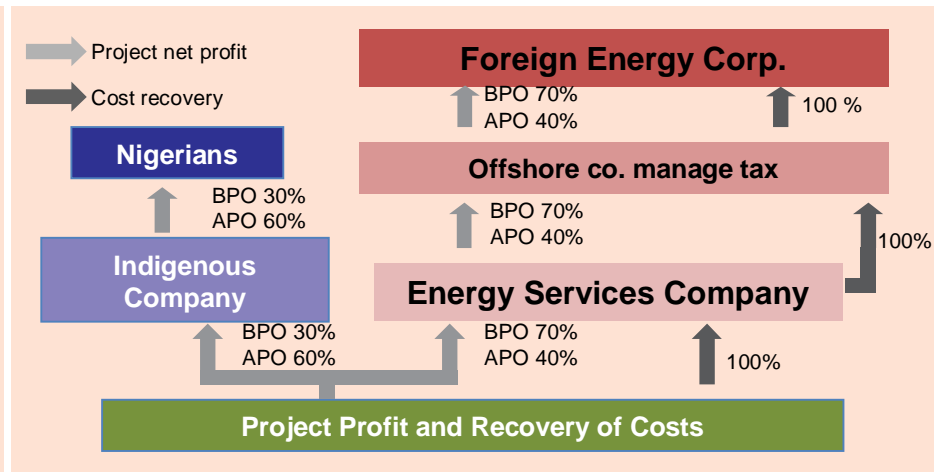 Project net profit
Cost recovery
Foreign Energy Corp.
BPO 70%
APO 40%
100 %
Nigerians
Offshore co. manage tax
BPO 30%
APO 60%
BPO 70%
APO 40%
100%
Indigenous
Company
Energy Services Company
BPO 30%
APO 60%
BPO 70%
APO 40%
100%
Project Profit and Recovery of Costs